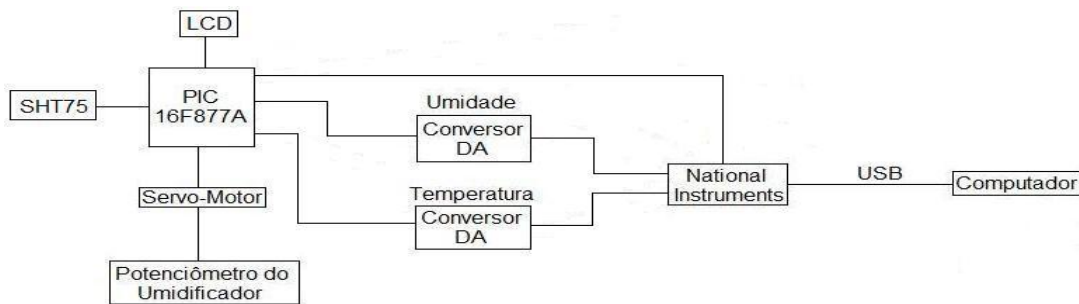 LCD
SHT75
PIC
16F877A
Umidade
Conversor
DA
National
Instruments
USB
Computador
Servo-Motor
Temperatura
Conversor
DA
Potenciômetro do
Umidificador